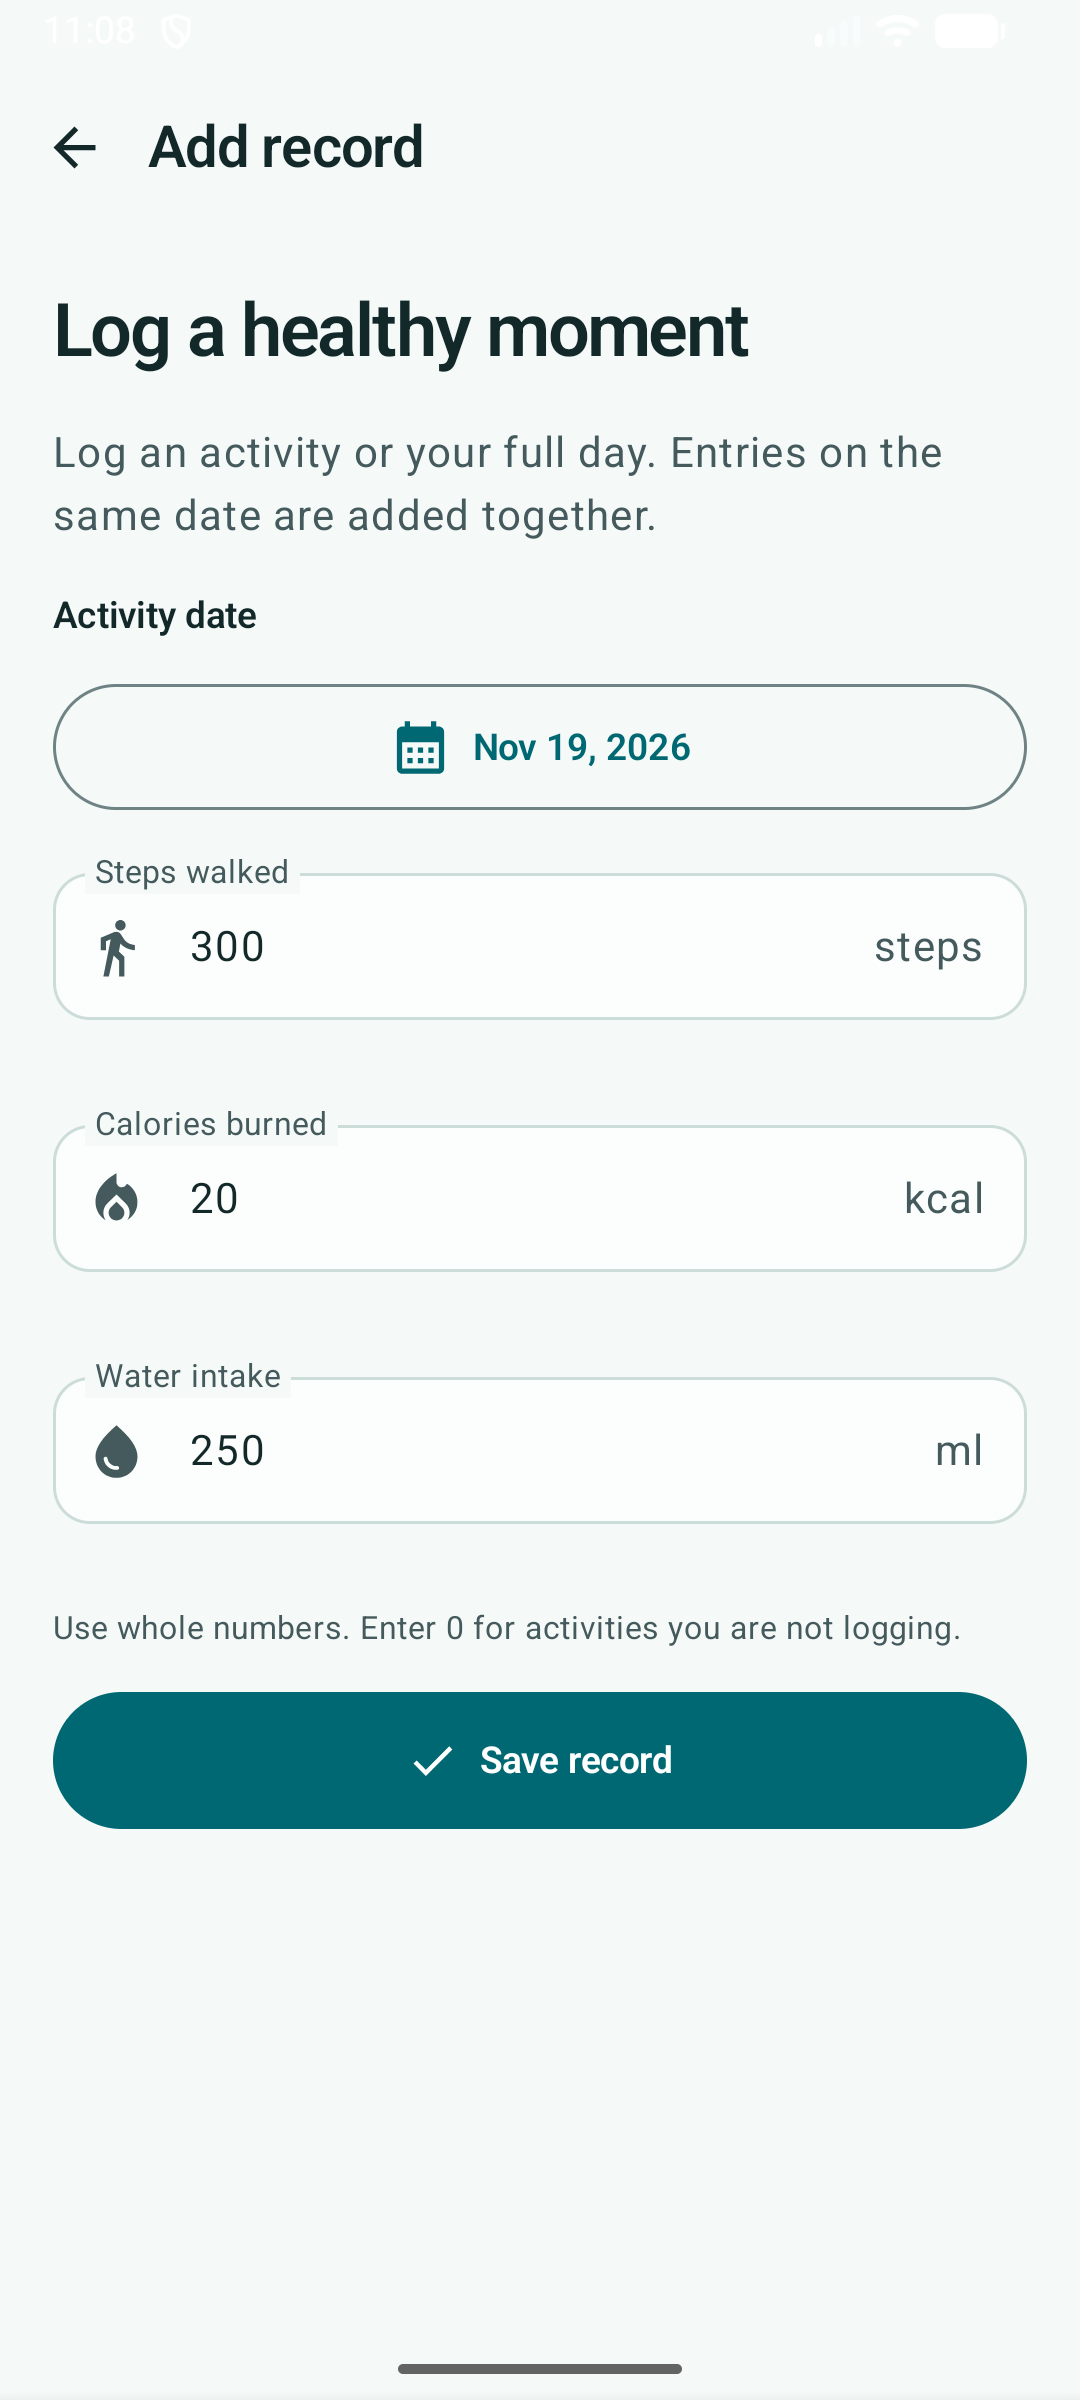 11:08
Add record
Log a healthy moment
Log an activity or your full day. Entries on the
same date are added together.
Activity date
Nov 19, 2026
Steps walked
300 steps
Calories burned
20 kcal
Water intake
250 ml
Use whole numbers. Enter 0 for activities you are not logging.
Save record